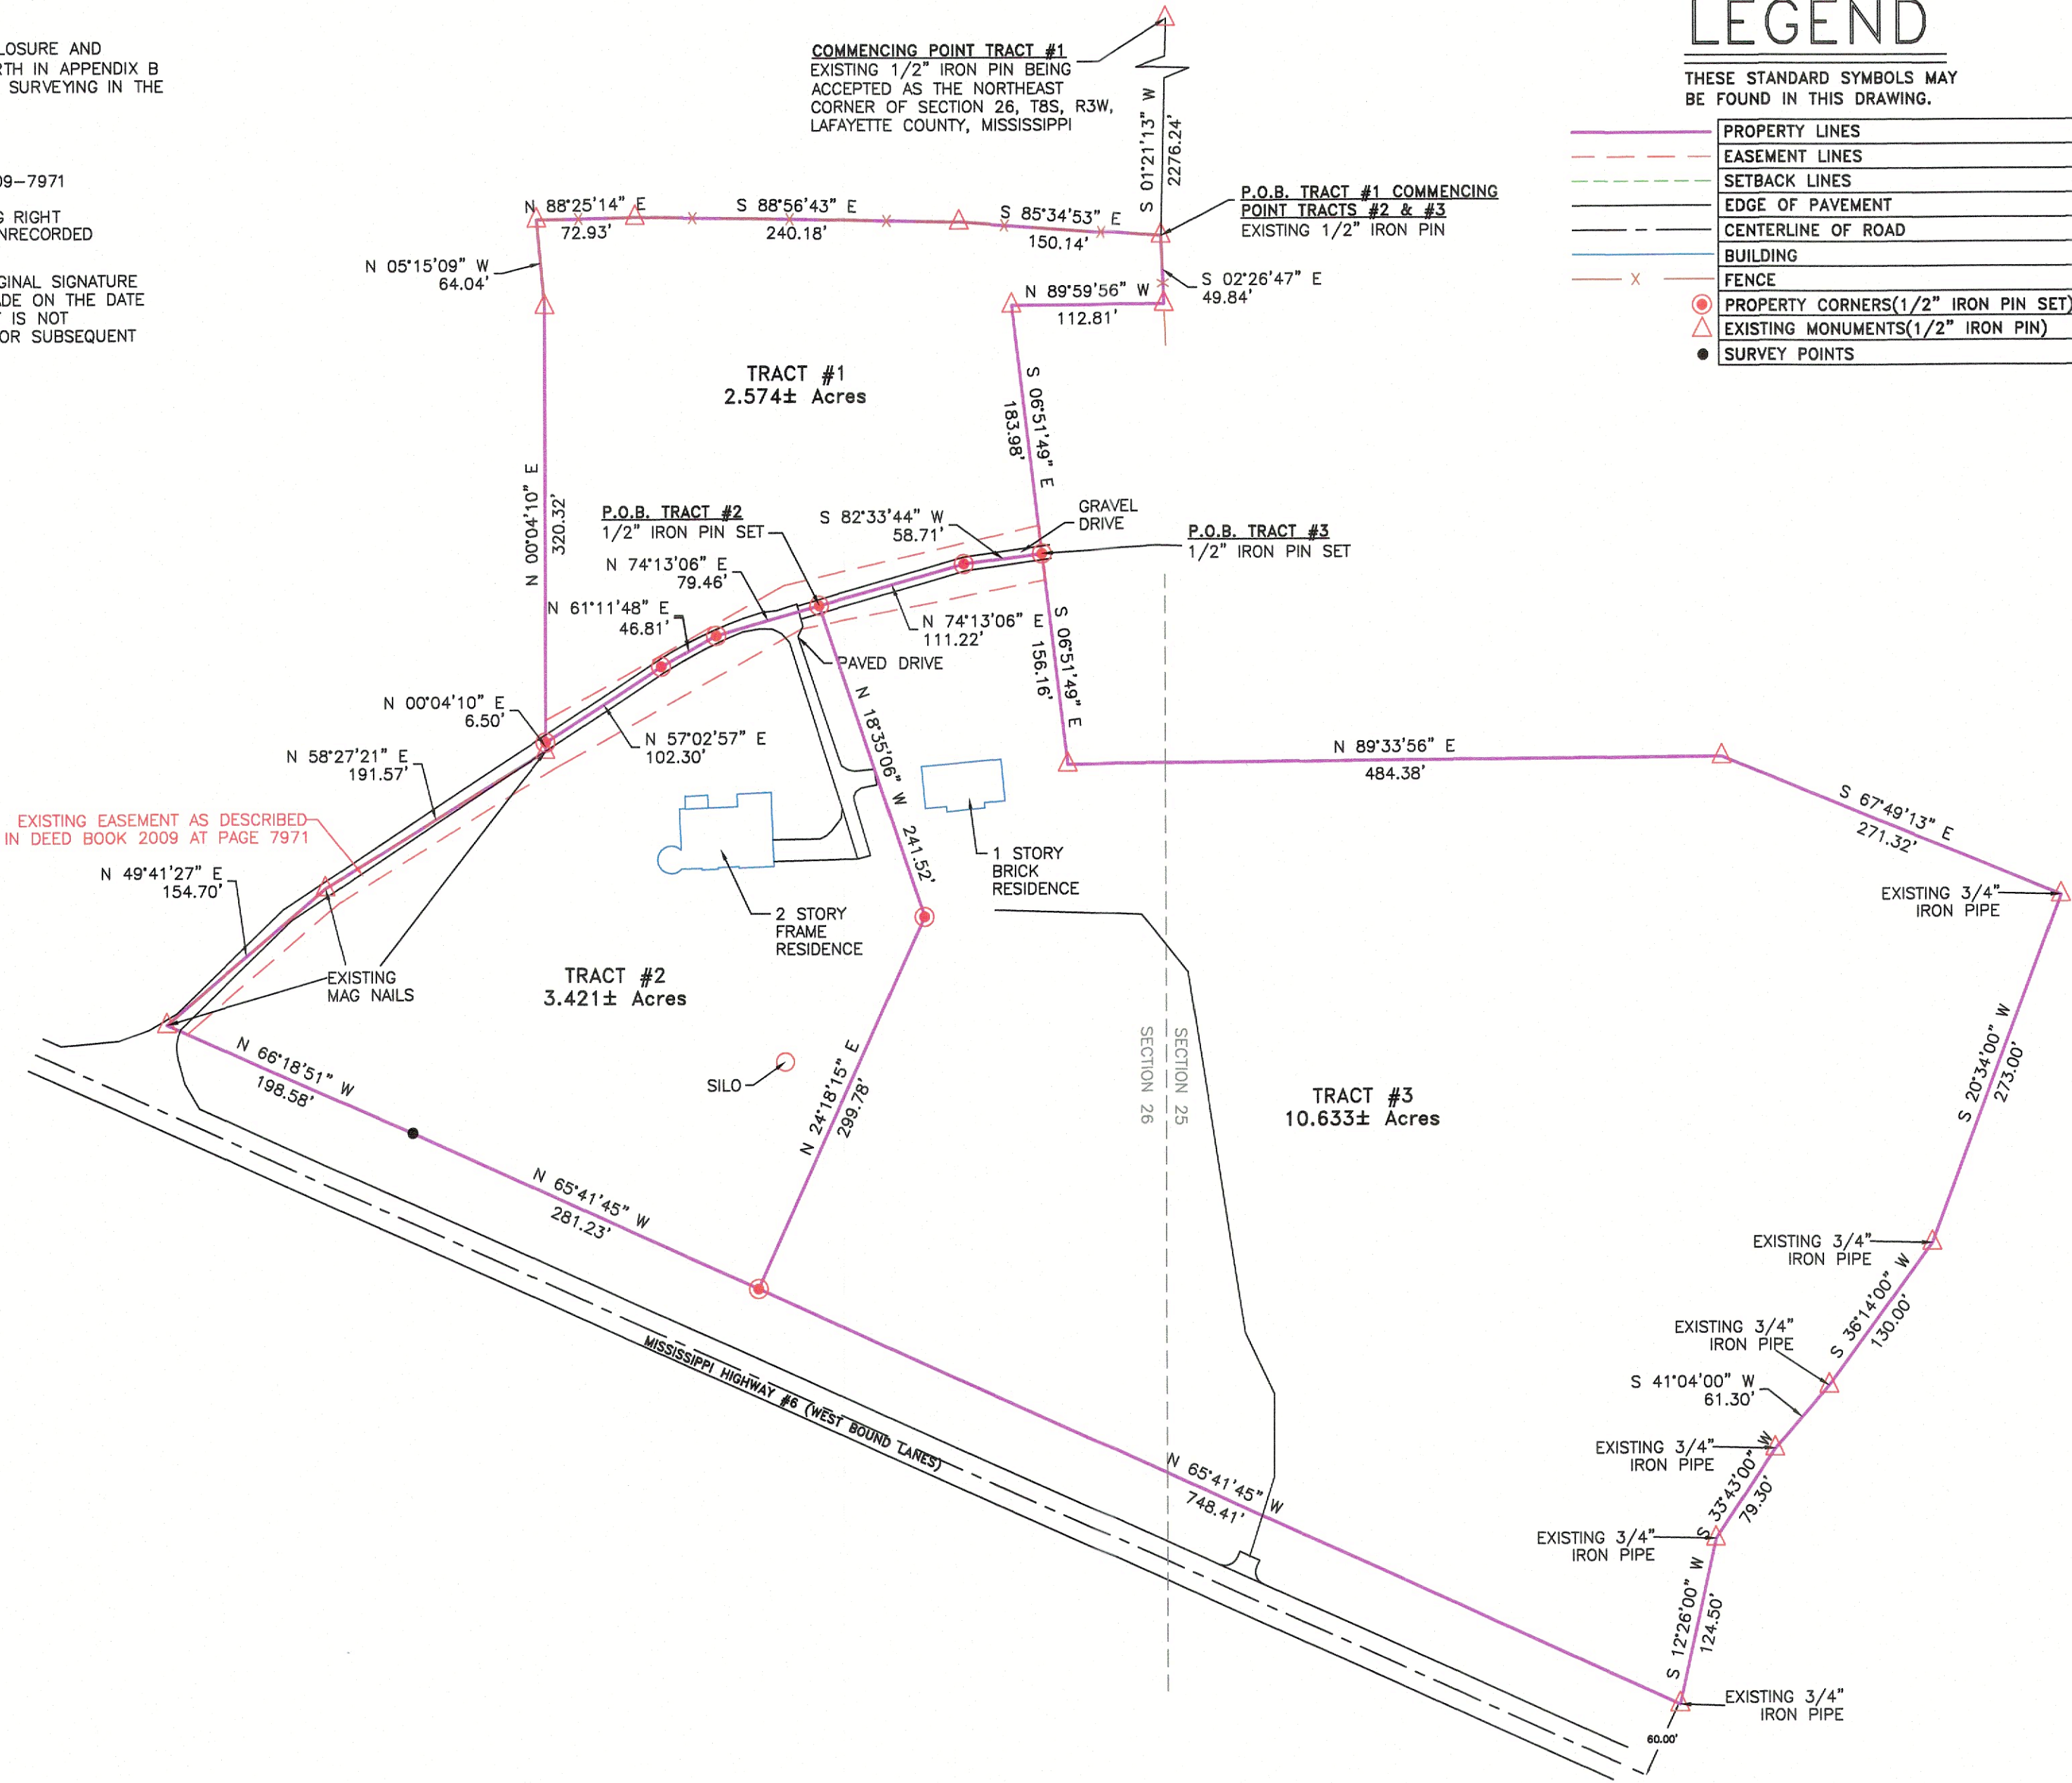 LOSURE AND
RTH IN APPENDIX B
SURVEYING IN THE
09-7971
G RIGHT
NRECORDED
GINAL SIGNATURE
ADE ON THE DATE
IS NOT
OR SUBSEQUENT
COMMENCING POINT TRACT #1
EXISTING 1/2" IRON PIN BEING
ACCEPTED AS THE NORTHEAST
CORNER OF SECTION 26, T8S, R3W,
LAFAYETTE COUNTY, MISSISSIPPI
S 01°21'13" W
2276.24'
LEGEND
THESE STANDARD SYMBOLS MAY
BE FOUND IN THIS DRAWING.
PROPERTY LINES
EASEMENT LINES
SETBACK LINES
EDGE OF PAVEMENT
CENTERLINE OF ROAD
BUILDING
X FENCE
PROPERTY CORNERS(1/2" IRON PIN SET)
EXISTING MONUMENTS(1/2" IRON PIN)
SURVEY POINTS
P.O.B. TRACT #1 COMMENCING
POINT TRACTS #2 & #3
EXISTING 1/2" IRON PIN
N 88°25'14" E
72.93'
S 88°56'43" E
240.18'
S 85°34'53" E
150.14'
N 05°15'09" W
64.04'
S 02°26'47" E
49.84'
N 89°59'56" W
112.81'
TRACT #1
2.574± Acres
S 06°51'49" E
183.98'
N 00°04'10" E
320.32'
P.O.B. TRACT #2
1/2" IRON PIN SET
S 82°33'44" W
58.71'
GRAVEL
DRIVE
P.O.B. TRACT #3
1/2" IRON PIN SET
N 74°13'06" E
79.46'
N 61°11'48" E
46.81'
N 74°13'06" E
111.22'
S 06°51'49" E
156.16'
PAVED DRIVE
N 00°04'10" E
6.50'
N 57°02'57" E
102.30'
N 18°35'06" W
241.52'
N 58°27'21" E
191.57'
N 89°33'56" E
484.38'
S 67°49'13" E
271.32'
EXISTING EASEMENT AS DESCRIBED
IN DEED BOOK 2009 AT PAGE 7971
N 49°41'27" E
154.70'
1 STORY
BRICK
RESIDENCE
2 STORY
FRAME
RESIDENCE
EXISTING 3/4"
IRON PIPE
EXISTING
MAG NAILS
TRACT #2
3.421± Acres
N 66°18'51" W
198.58'
SILO
N 24°18'15" E
299.78'
SECTION 26
SECTION 25
TRACT #3
10.633± Acres
S 20°34'00" W
273.00'
N 65°41'45" W
281.23'
EXISTING 3/4"
IRON PIPE
S 36°14'00" W
130.00'
EXISTING 3/4"
IRON PIPE
S 41°04'00" W
61.30'
EXISTING 3/4"
IRON PIPE
S 33°43'00" W
79.30'
MISSISSIPPI HIGHWAY #6 (WEST BOUND LANES)
N 65°41'45" W
748.41'
EXISTING 3/4"
IRON PIPE
S 12°26'00" W
124.50'
EXISTING 3/4"
IRON PIPE
60.00'